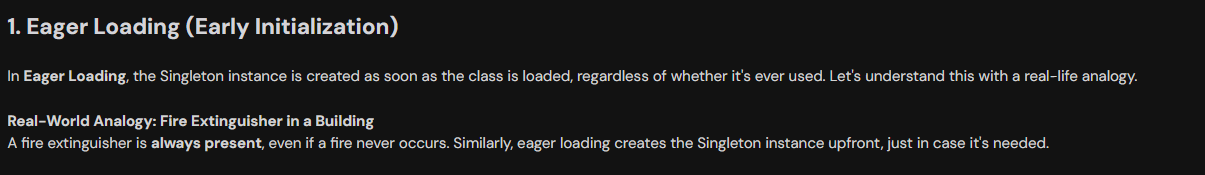 1. Eager Loading (Early Initialization)
In Eager Loading, the Singleton instance is created as soon as the class is loaded, regardless of whether it's ever used. Let's understand this with a real-life analogy.
Real-World Analogy: Fire Extinguisher in a Building
A fire extinguisher is always present, even if a fire never occurs. Similarly, eager loading creates the Singleton instance upfront, just in case it's needed.